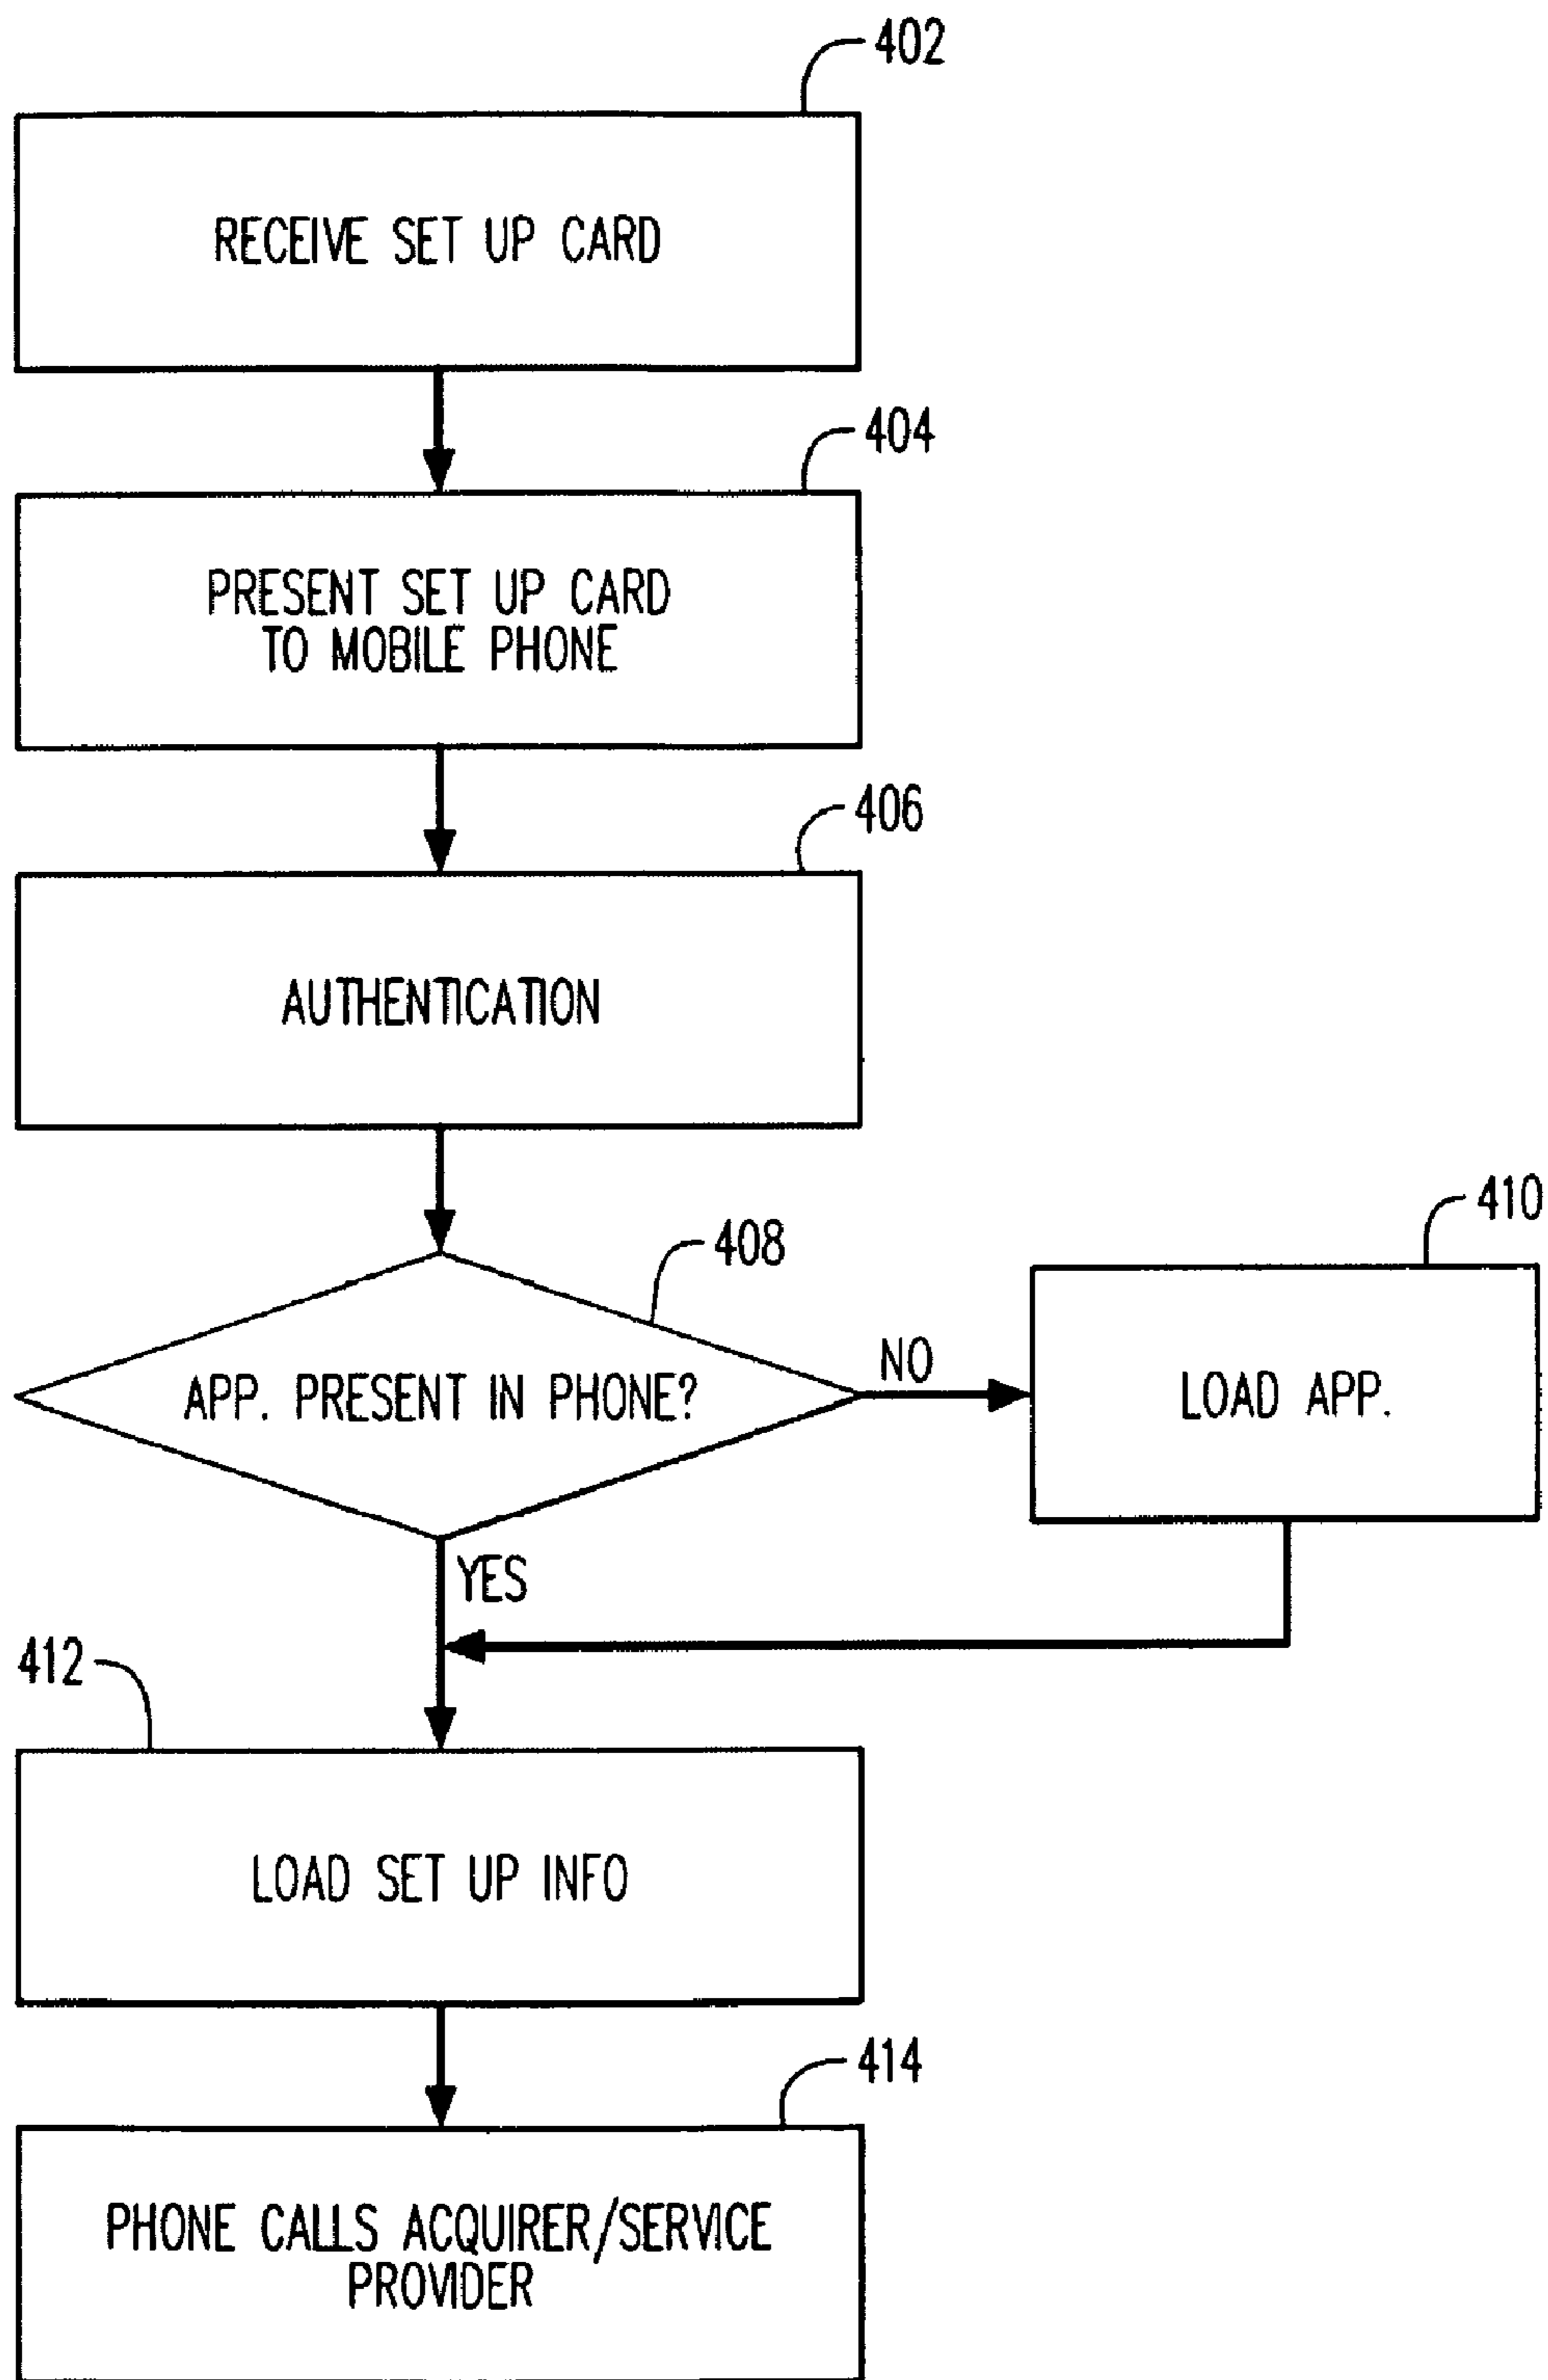 402
RECEIVE SET UP CARD
404
PRESENT SET UP CARD
TO MOBILE PHONE
406
AUTHENTICATION
408
APP. PRESENT IN PHONE?
NO
410
LOAD APP.
YES
412
LOAD SET UP INFO
414
PHONE CALLS ACQUIRER/SERVICE
PROVIDER